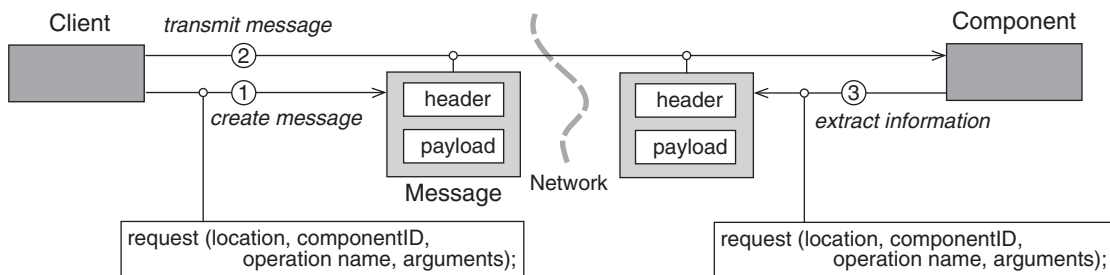 Client
transmit message
Component
2
1
create message
header
payload
Message
Network
header
payload
3
extract information
request (location, componentID,
operation name, arguments);
request (location, componentID,
operation name, arguments);